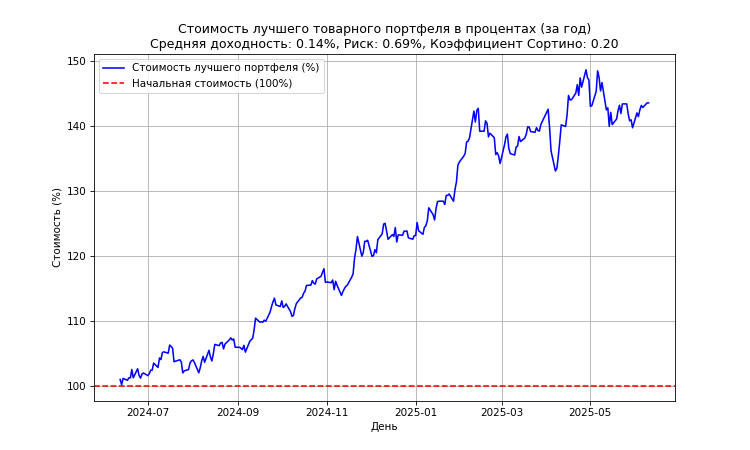 Стоимость лучшего товарного портфеля в процентах (за год)
Средняя доходность: 0.14%, Риск: 0.69%, Коэффициент Сортино: 0.20
Стоимость лучшего портфеля (%)
Начальная стоимость (100%)
Стоимость (%)
150
140
130
120
110
100
2024-07
2024-09
2024-11
2025-01
2025-03
2025-05
День